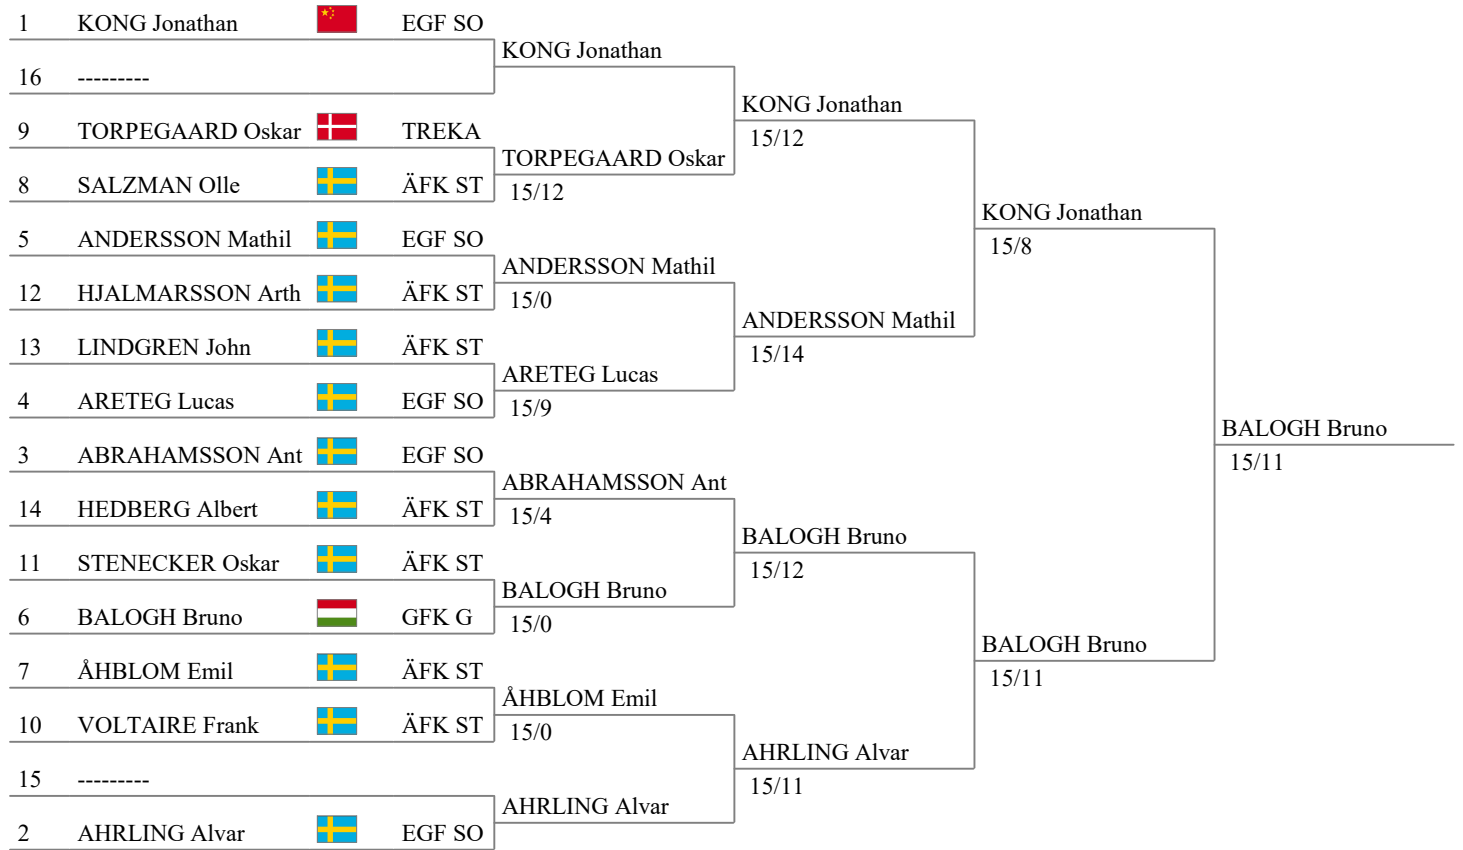 1 KONG Jonathan EGF SO
KONG Jonathan
16 ---------
KONG Jonathan
15/12
9 TORPEGAARD Oskar TREKA
TORPEGAARD Oskar
15/12
8 SALZMAN Olle ÄFK ST
KONG Jonathan
15/8
5 ANDERSSON Mathil EGF SO
ANDERSSON Mathil
15/0
12 HJALMARSSON Arth ÄFK ST
ANDERSSON Mathil
15/14
13 LINDGREN John ÄFK ST
ARETEG Lucas
15/9
4 ARETEG Lucas EGF SO
BALOGH Bruno
15/11
3 ABRAHAMSSON Ant EGF SO
ABRAHAMSSON Ant
15/4
14 HEDBERG Albert ÄFK ST
BALOGH Bruno
15/12
11 STENECKER Oskar ÄFK ST
BALOGH Bruno
15/0
6 BALOGH Bruno GFK G
BALOGH Bruno
15/11
7 ÅHBLOM Emil ÄFK ST
ÅHBLOM Emil
15/0
10 VOLTAIRE Frank ÄFK ST
AHRLING Alvar
15/11
15 ---------
AHRLING Alvar
2 AHRLING Alvar EGF SO